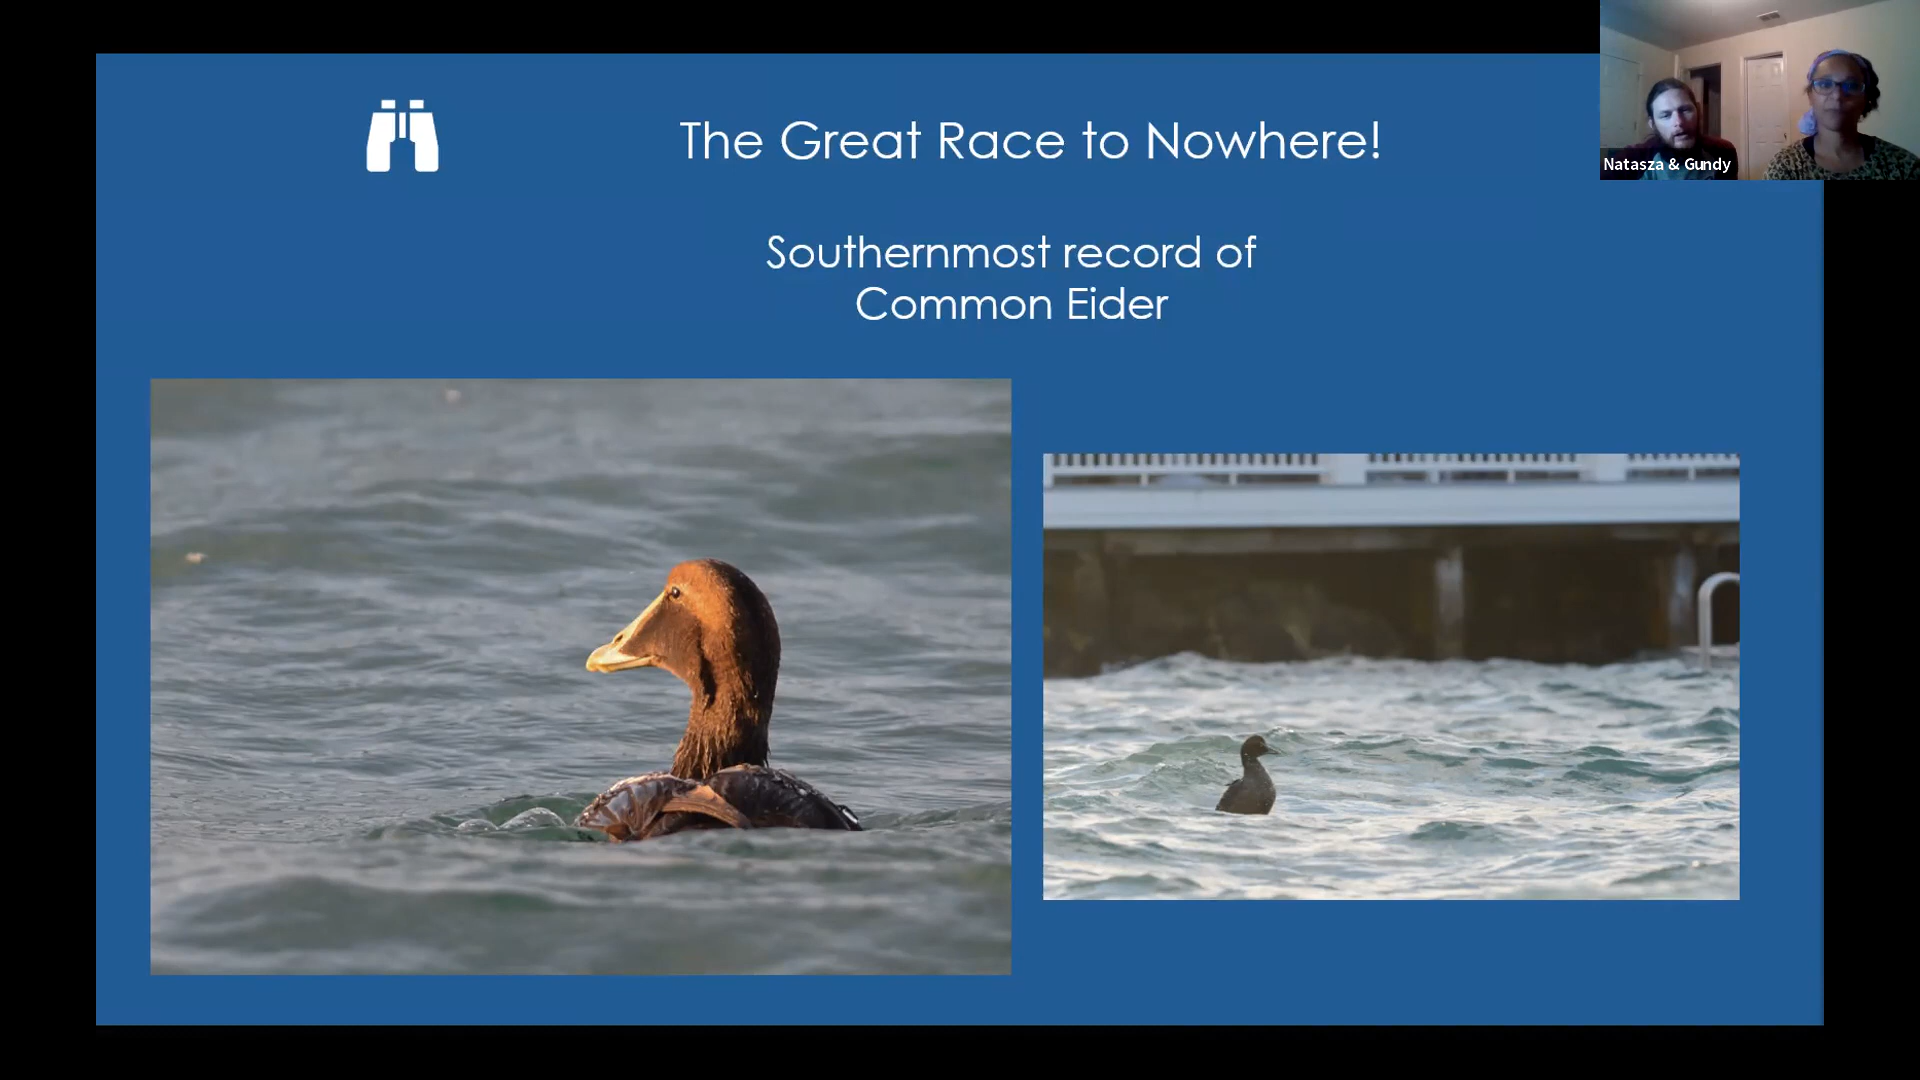 The Great Race to Nowhere!
Southernmost record of
Common Eider
Natasza & Gundy